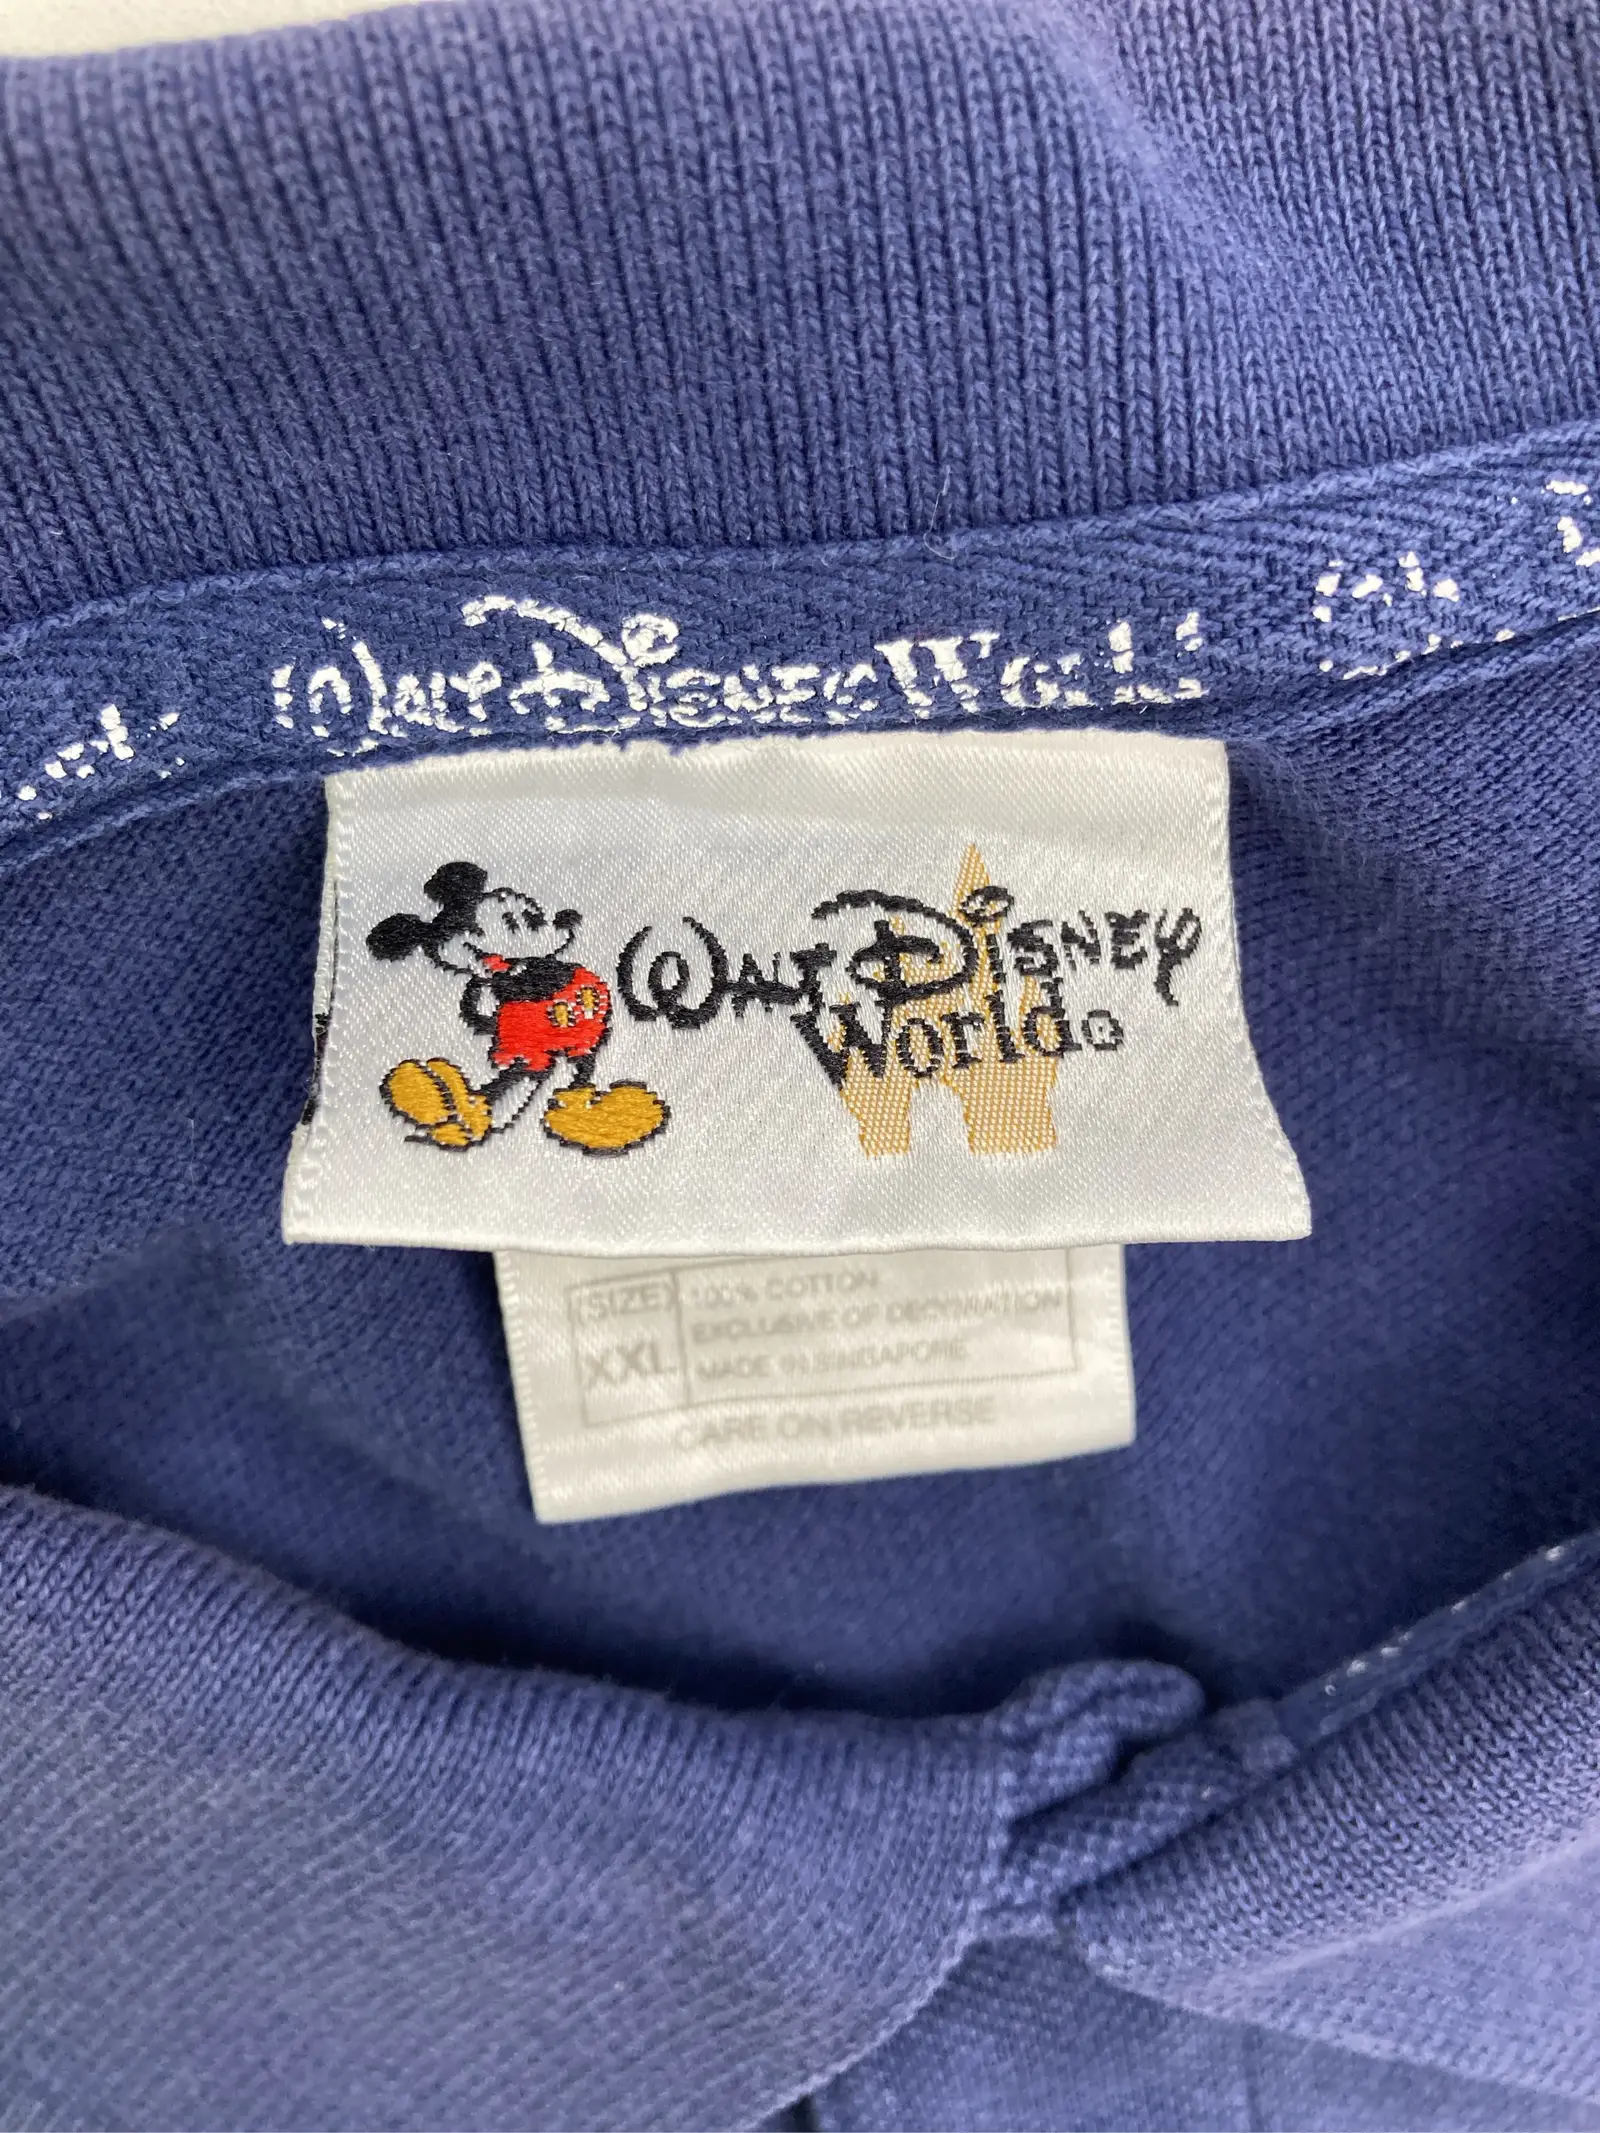 Walt Disney World
Walt Disney
World®
SIZE
XXL
100% COTTON
EXCLUSIVE OF DECORATION
MADE IN SINGAPORE
CARE ON REVERSE